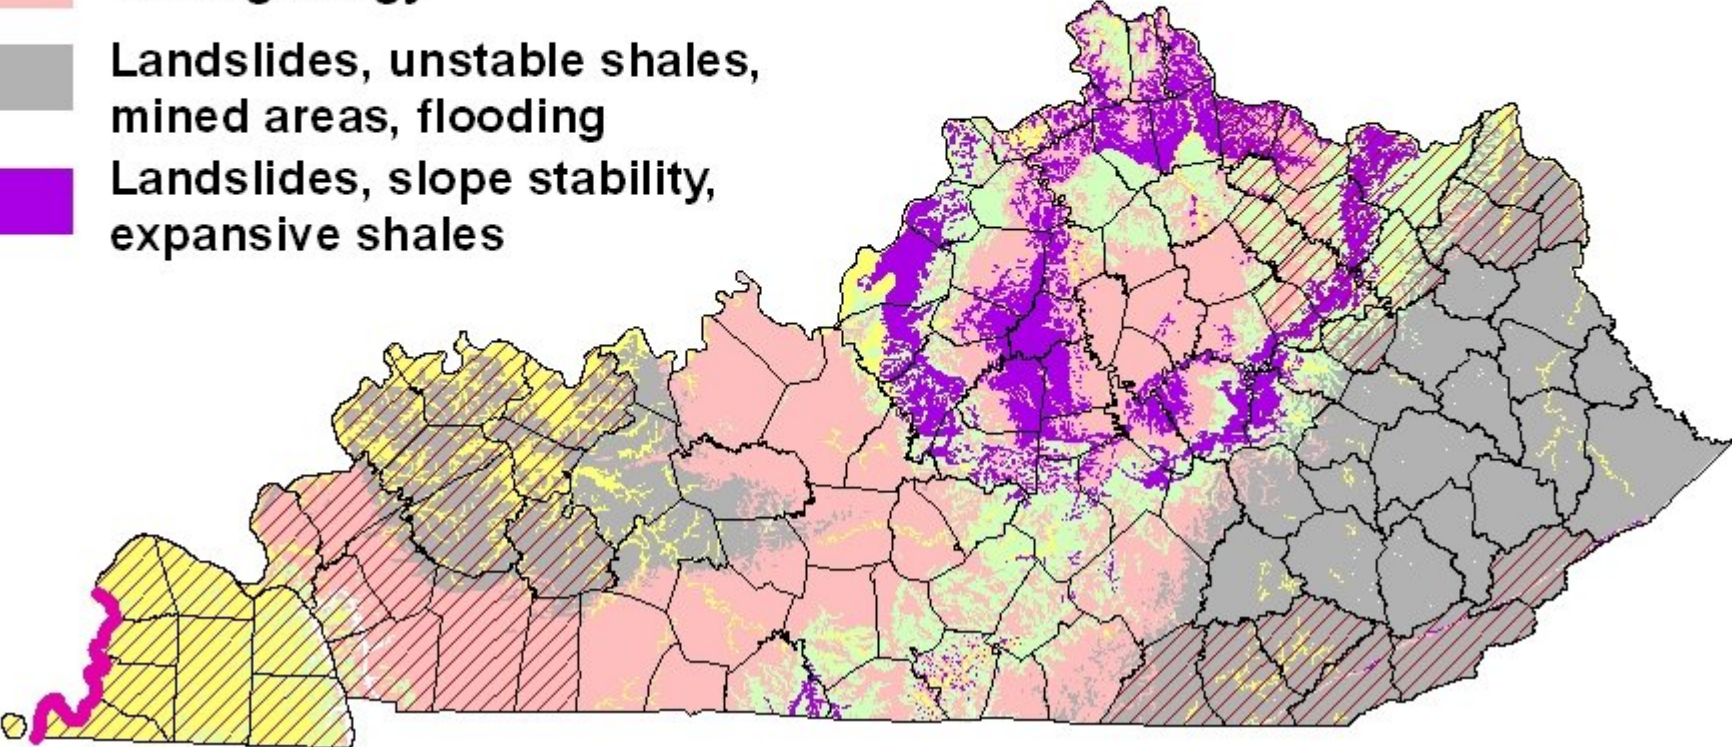 Landslides, unstable shales,
mined areas, flooding
Landslides, slope stability,
expansive shales